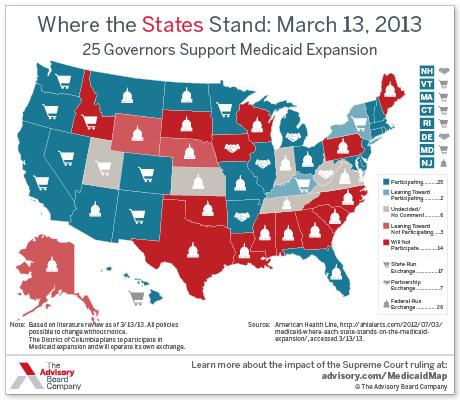 Where the States Stand: March 13, 2013
25 Governors Support Medicaid Expansion
NH
VT
MA
CT
RI
DE
MD
NJ
Participating..........25
Leaning Toward
Participating..........2
Undecided/
No Comment..........6
Leaning Toward
Not Participating...3
Will Not
Participate..........14
State-Run
Exchange..........17
Partnership
Exchange..........7
Federal-Run
Exchange..........26
Note: Based on literature review as of 3/13/13. All policies
possible to change without notice.
The District of Columbia plans to participate in
Medicaid expansion and will operate its own exchange.
Source: American Health Line, http://ahlalerts.com/2012/07/03/
medicaid-where-each-state-stands-on-the-medicaid-
expansion/, accessed 3/13/13.
The
Advisory
Board
Company
Learn more about the impact of the Supreme Court ruling at:
advisory.com/MedicaidMap
© The Advisory Board Company